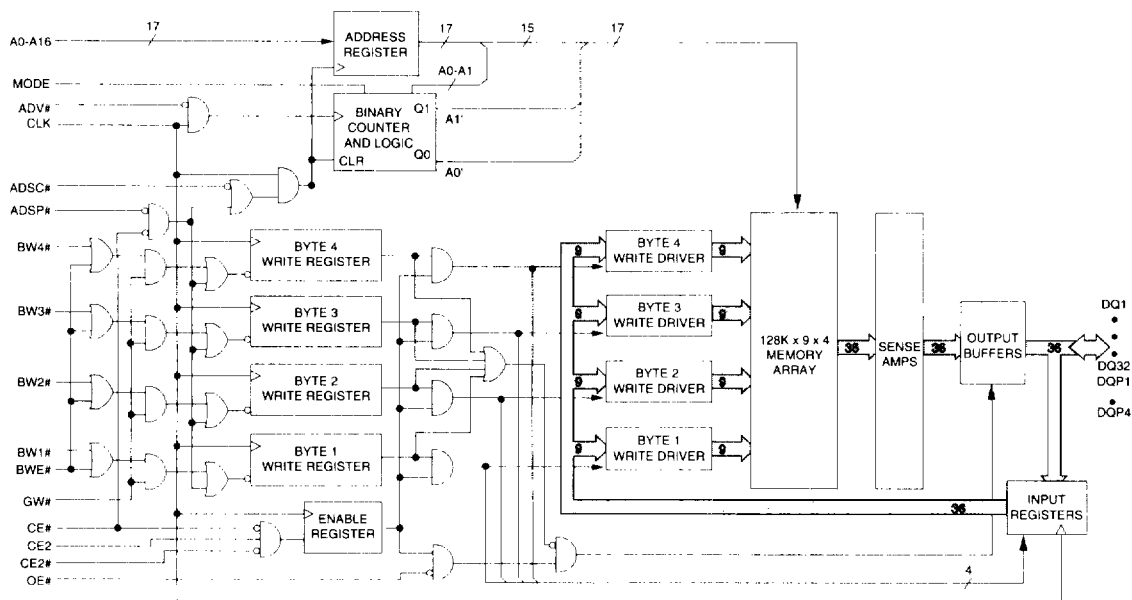 A0-A16
17
ADDRESS
REGISTER
17
15
17
MODE
A0-A1
ADV#
CLK
BINARY
COUNTER
AND LOGIC
Q1
Q0
CLR
A1'
A0'
ADSC#
ADSP#
BW4#
BYTE 4
WRITE REGISTER
9
BYTE 4
WRITE DRIVER
9
BW3#
BYTE 3
WRITE REGISTER
9
BYTE 3
WRITE DRIVER
9
128K x 9 x 4
MEMORY
ARRAY
36
SENSE
AMPS
36
OUTPUT
BUFFERS
36
DQ1
DQ32
DQP1
DQP4
BW2#
BYTE 2
WRITE REGISTER
9
BYTE 2
WRITE DRIVER
9
BW1#
BWE#
BYTE 1
WRITE REGISTER
9
BYTE 1
WRITE DRIVER
9
GW#
CE#
CE2
CE2#
OE#
ENABLE
REGISTER
36
INPUT
REGISTERS
4